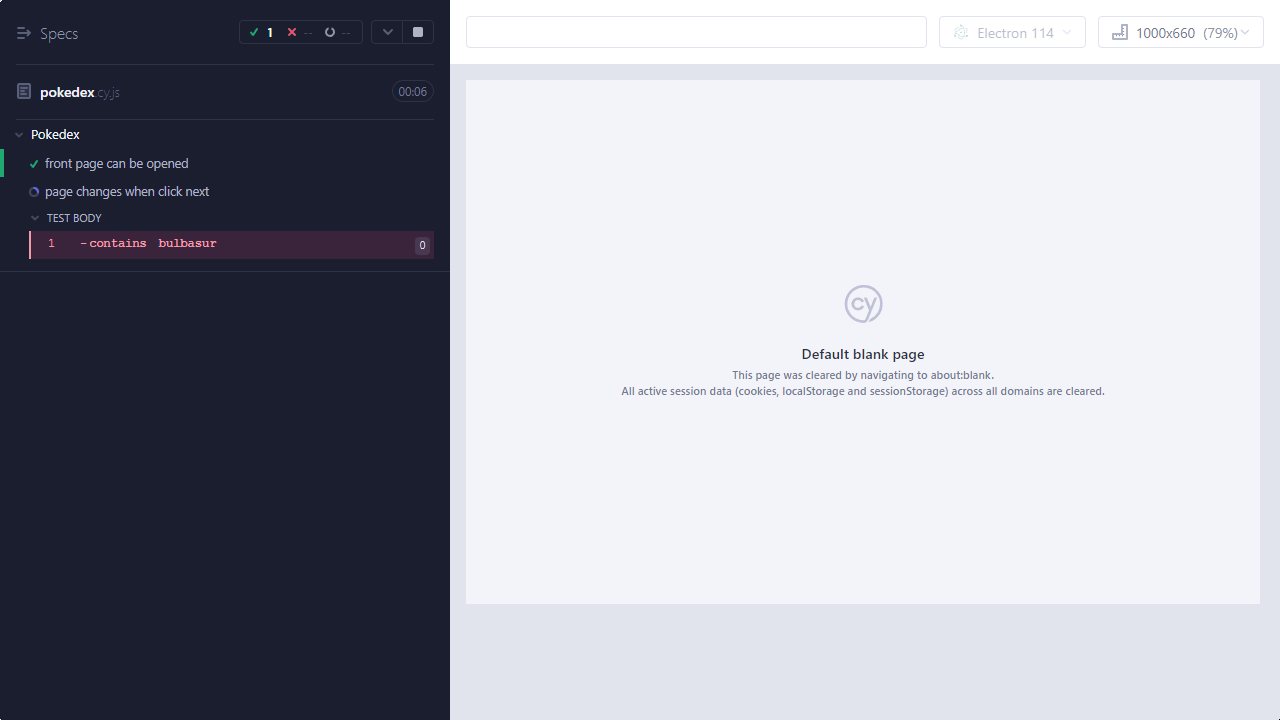 Specs
1 -- --
pokedex cy.js 00:06
Pokedex
front page can be opened
page changes when click next
TEST BODY
1 -contains bulbasur 0
Electron 114
1000x660 (79%)
cy
Default blank page
This page was cleared by navigating to about:blank.
All active session data (cookies, localStorage and sessionStorage) across all domains are cleared.